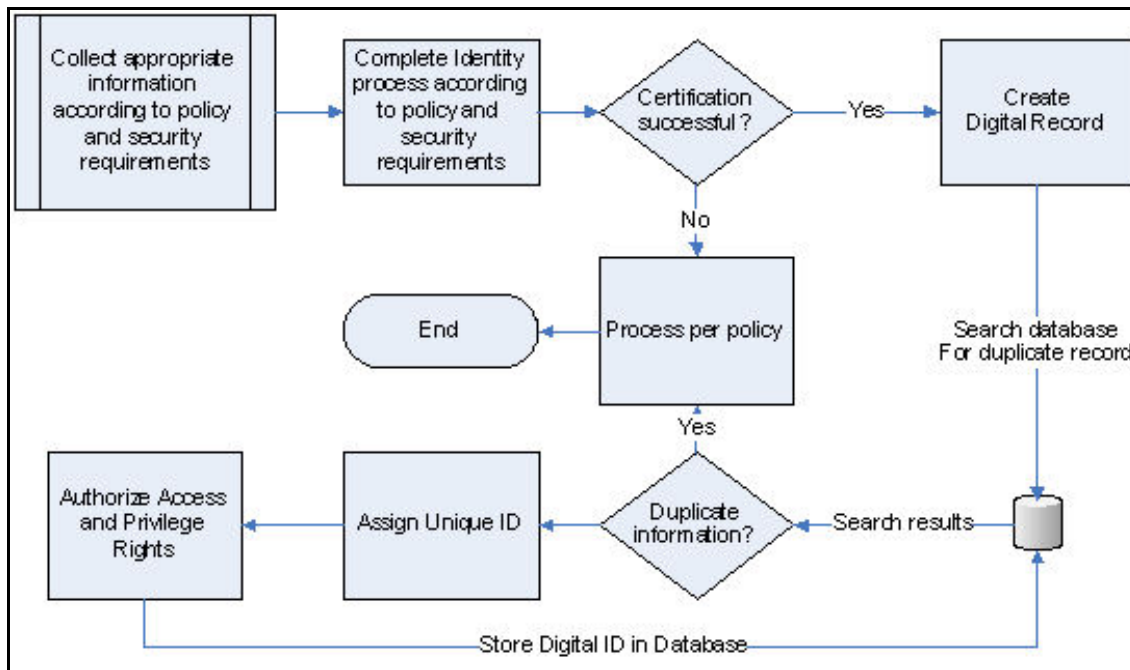 Collect appropriate
information
according to policy
and security
requirements
Complete Identity
process according
to policy and
security
requirements
Certification
successful?
Yes
Create
Digital Record
No
End
Process per policy
Search database
For duplicate record
Yes
Authorize Access
and Privilege
Rights
Assign Unique ID
Duplicate
information?
Search results
Store Digital ID in Database